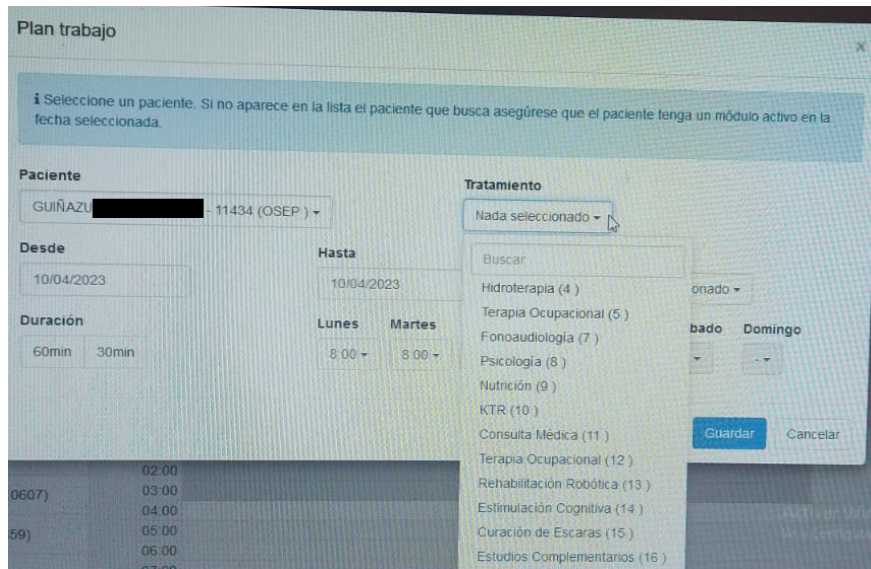 Plan trabajo
x
i Seleccione un paciente. Si no aparece en la lista el paciente que busca asegúrese que el paciente tenga un módulo activo en la
fecha seleccionada.
Paciente
Tratamiento
GUIÑAZU - 11434 (OSEP )
Nada seleccionado
Desde
Hasta
Buscar
10/04/2023
10/04/2023
onado
Hidroterapia (4 )
Terapia Ocupacional (5 )
Duración
Lunes
Martes
bado
Domingo
Fonoaudiología (7 )
60min
30min
8:00
8:00
-
Psicología (8 )
Nutrición (9 )
KTR (10 )
Consulta Médica (11 )
Guardar
Cancelar
Terapia Ocupacional (12 )
Rehabilitación Robótica (13 )
Estimulación Cognitiva (14 )
Curación de Escaras (15 )
Estudios Complementarios (16 )
02:00
0607)
03:00
04:00
59)
05:00
06:00
Activar Wi